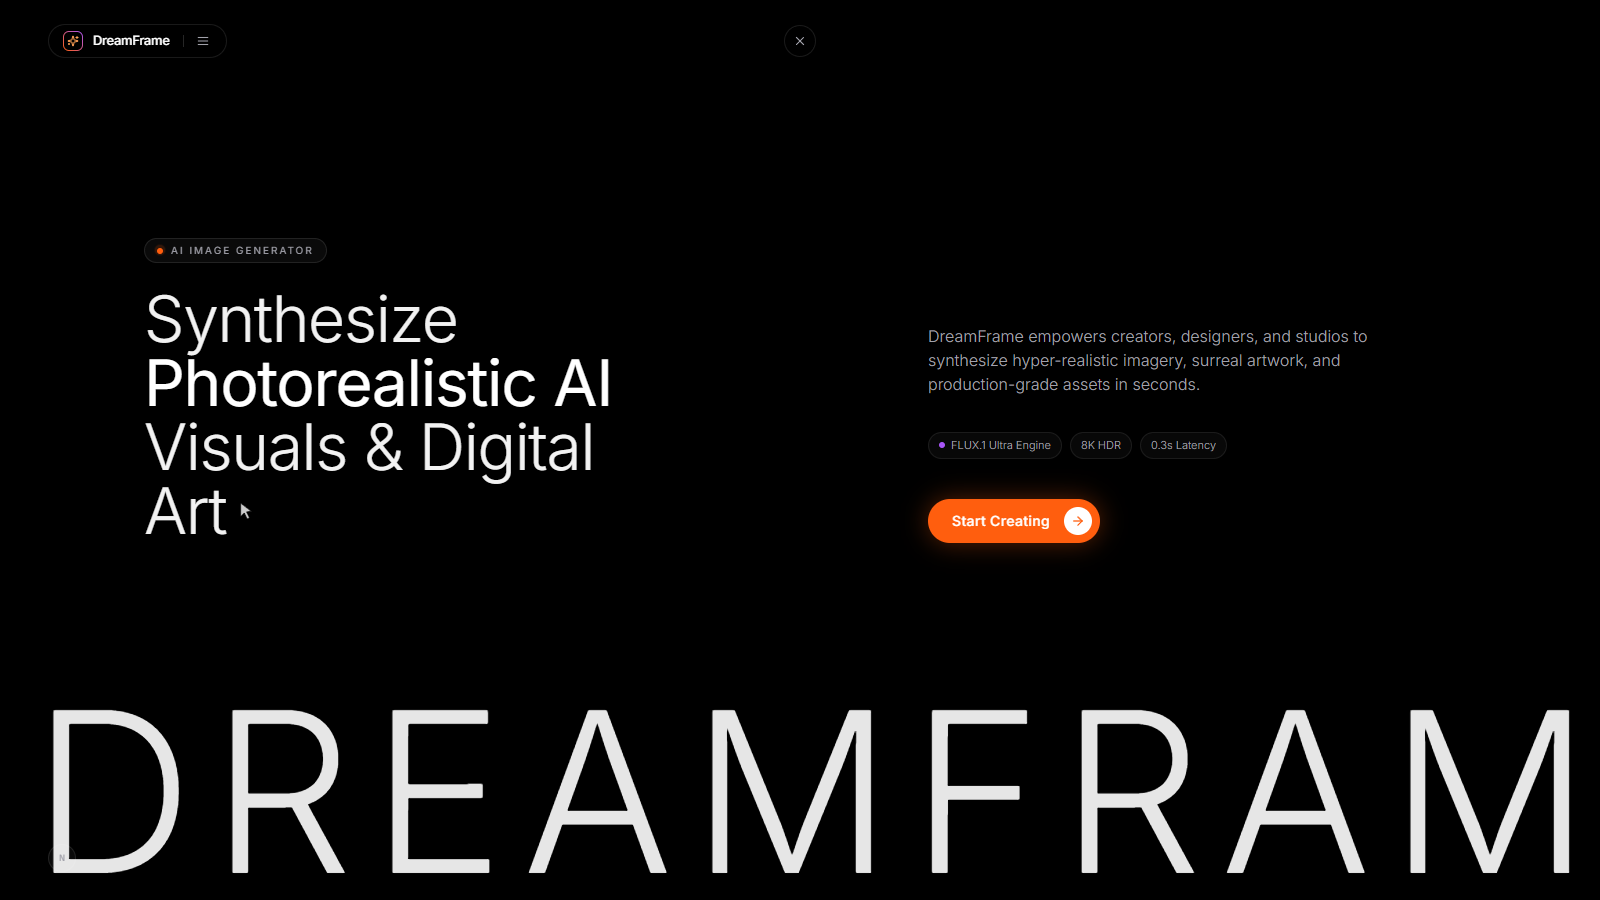 DreamFrame
AI IMAGE GENERATOR
Synthesize
Photorealistic AI
Visuals & Digital
Art
DreamFrame empowers creators, designers, and studios to
synthesize hyper-realistic imagery, surreal artwork, and
production-grade assets in seconds.
FLUX.1 Ultra Engine
8K HDR
0.3s Latency
Start Creating
DREAMFRAM
N